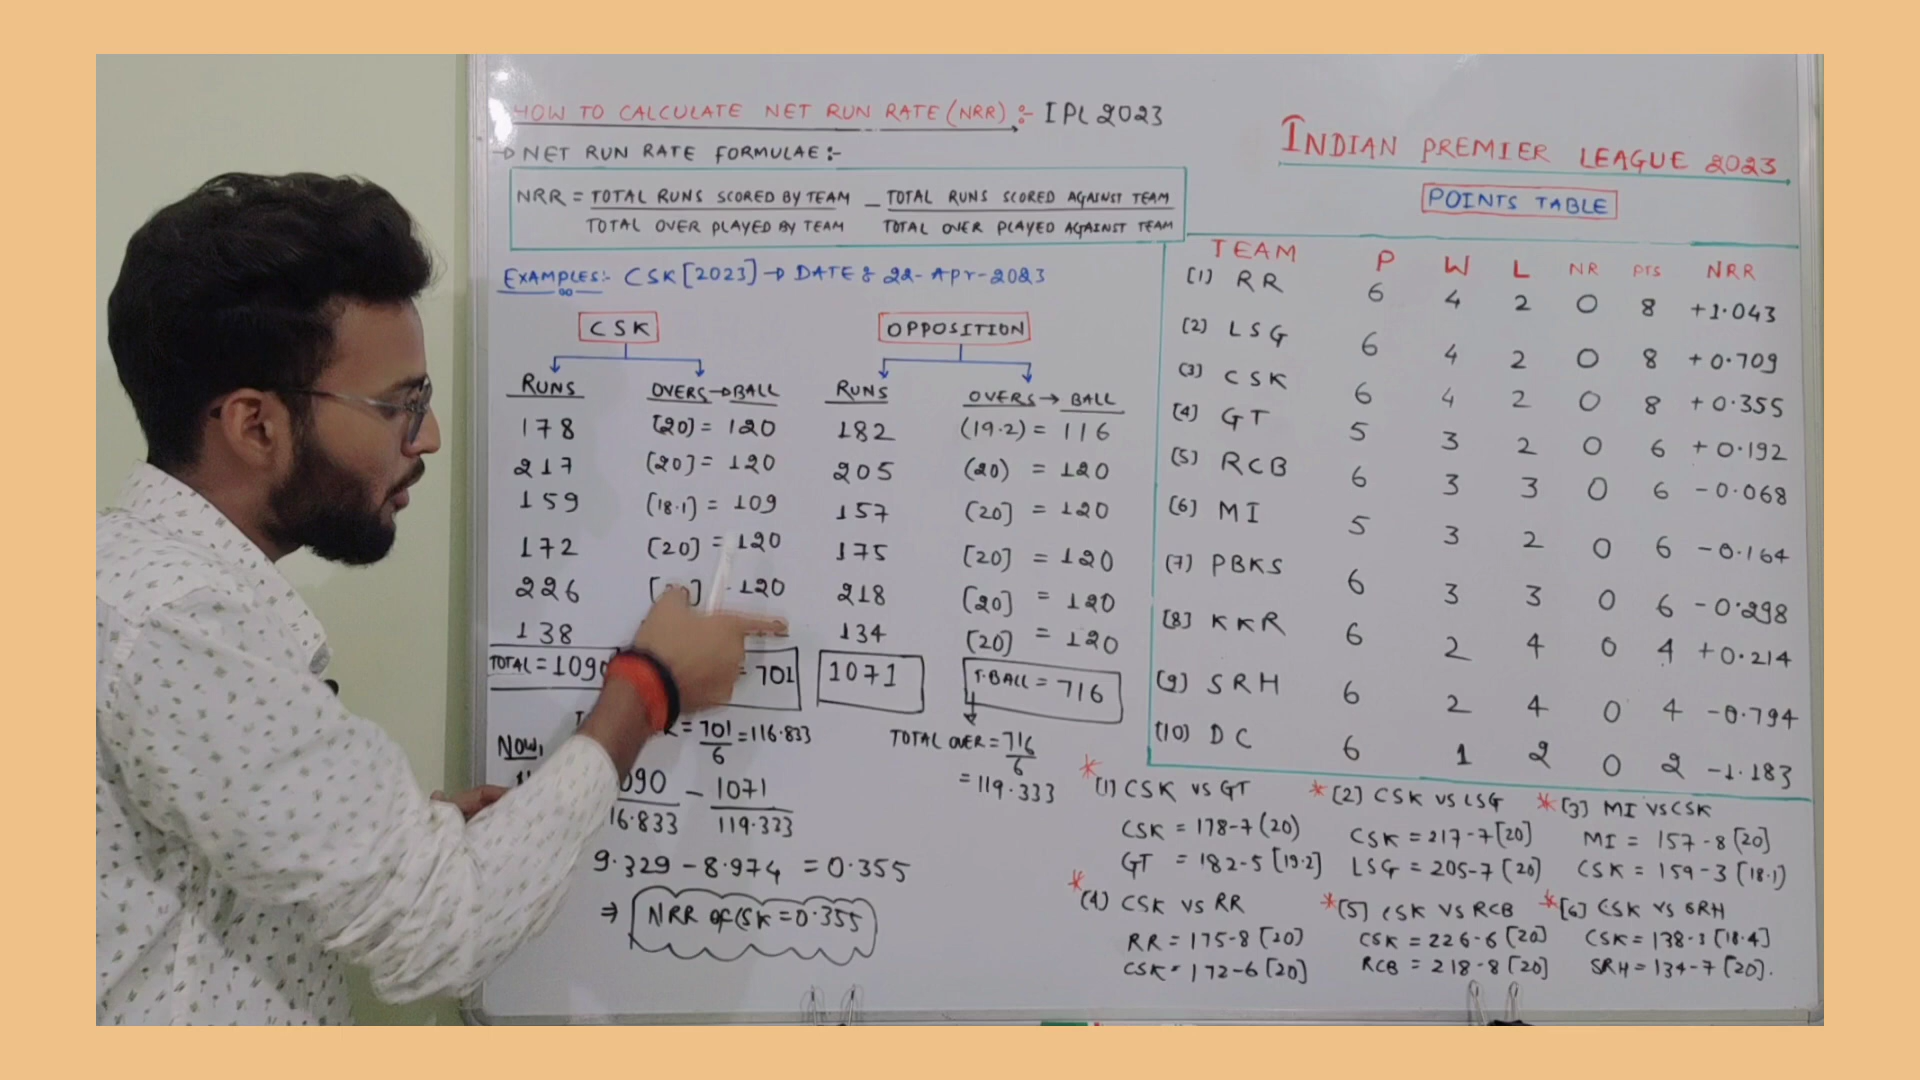 HOW TO CALCULATE NET RUN RATE (NRR) :- IPL 2023
→ NET RUN RATE FORMULAE :-
NRR = TOTAL RUNS SCORED BY TEAM — TOTAL RUNS SCORED AGAINST TEAM
TOTAL OVER PLAYED BY TEAM TOTAL OVER PLAYED AGAINST TEAM
EXAMPLES:- CSK [2023] → DATE : 22-Apr-2023
CSK OPPOSITION
RUNS OVERS → BALL RUNS OVERS → BALL
178 [20] = 120 182 (19.2) = 116
217 [20] = 120 205 (20) = 120
159 [18.1] = 109 157 [20] = 120
172 [20] = 120 175 [20] = 120
226 120 218 [20] = 120
138 134 [20] = 120
TOTAL = 1090 = 701 1071 T.BALL = 716
= 701/6 = 116.833 TOTAL OVER = 716/6
NOW, = 119.333
090 — 1071
16.833 119.333
9.329 - 8.974 = 0.355
⇒ NRR of CSK = 0.355
INDIAN PREMIER LEAGUE 2023
POINTS TABLE
TEAM P W L NR PTS NRR
(1) RR 6 4 2 0 8 +1.043
(2) LSG 6 4 2 0 8 +0.709
(3) CSK 6 4 2 0 8 +0.355
(4) GT 5 3 2 0 6 +0.192
(5) RCB 6 3 3 0 6 -0.068
(6) MI 5 3 2 0 6 -0.164
(7) PBKS 6 3 3 0 6 -0.298
[8] KKR 6 2 4 0 4 +0.214
(9) SRH 6 2 4 0 4 -0.794
(10) DC 6 1 2 0 2 -1.183
* (1) CSK VS GT
CSK = 178-7 (20)
GT = 182-5 [19.2]
* [2] CSK VS LSG
CSK = 217-7 [20]
LSG = 205-7 [20]
* [3] MI VS CSK
MI = 157-8 [20]
CSK = 159-3 [18.1]
* (4) CSK VS RR
RR = 175-8 [20]
CSK = 172-6 [20]
* [5] CSK VS RCB
CSK = 226-6 [20]
RCB = 218-8 [20]
* [6] CSK VS SRH
CSK = 138-3 [18.4]
SRH = 134-7 [20].